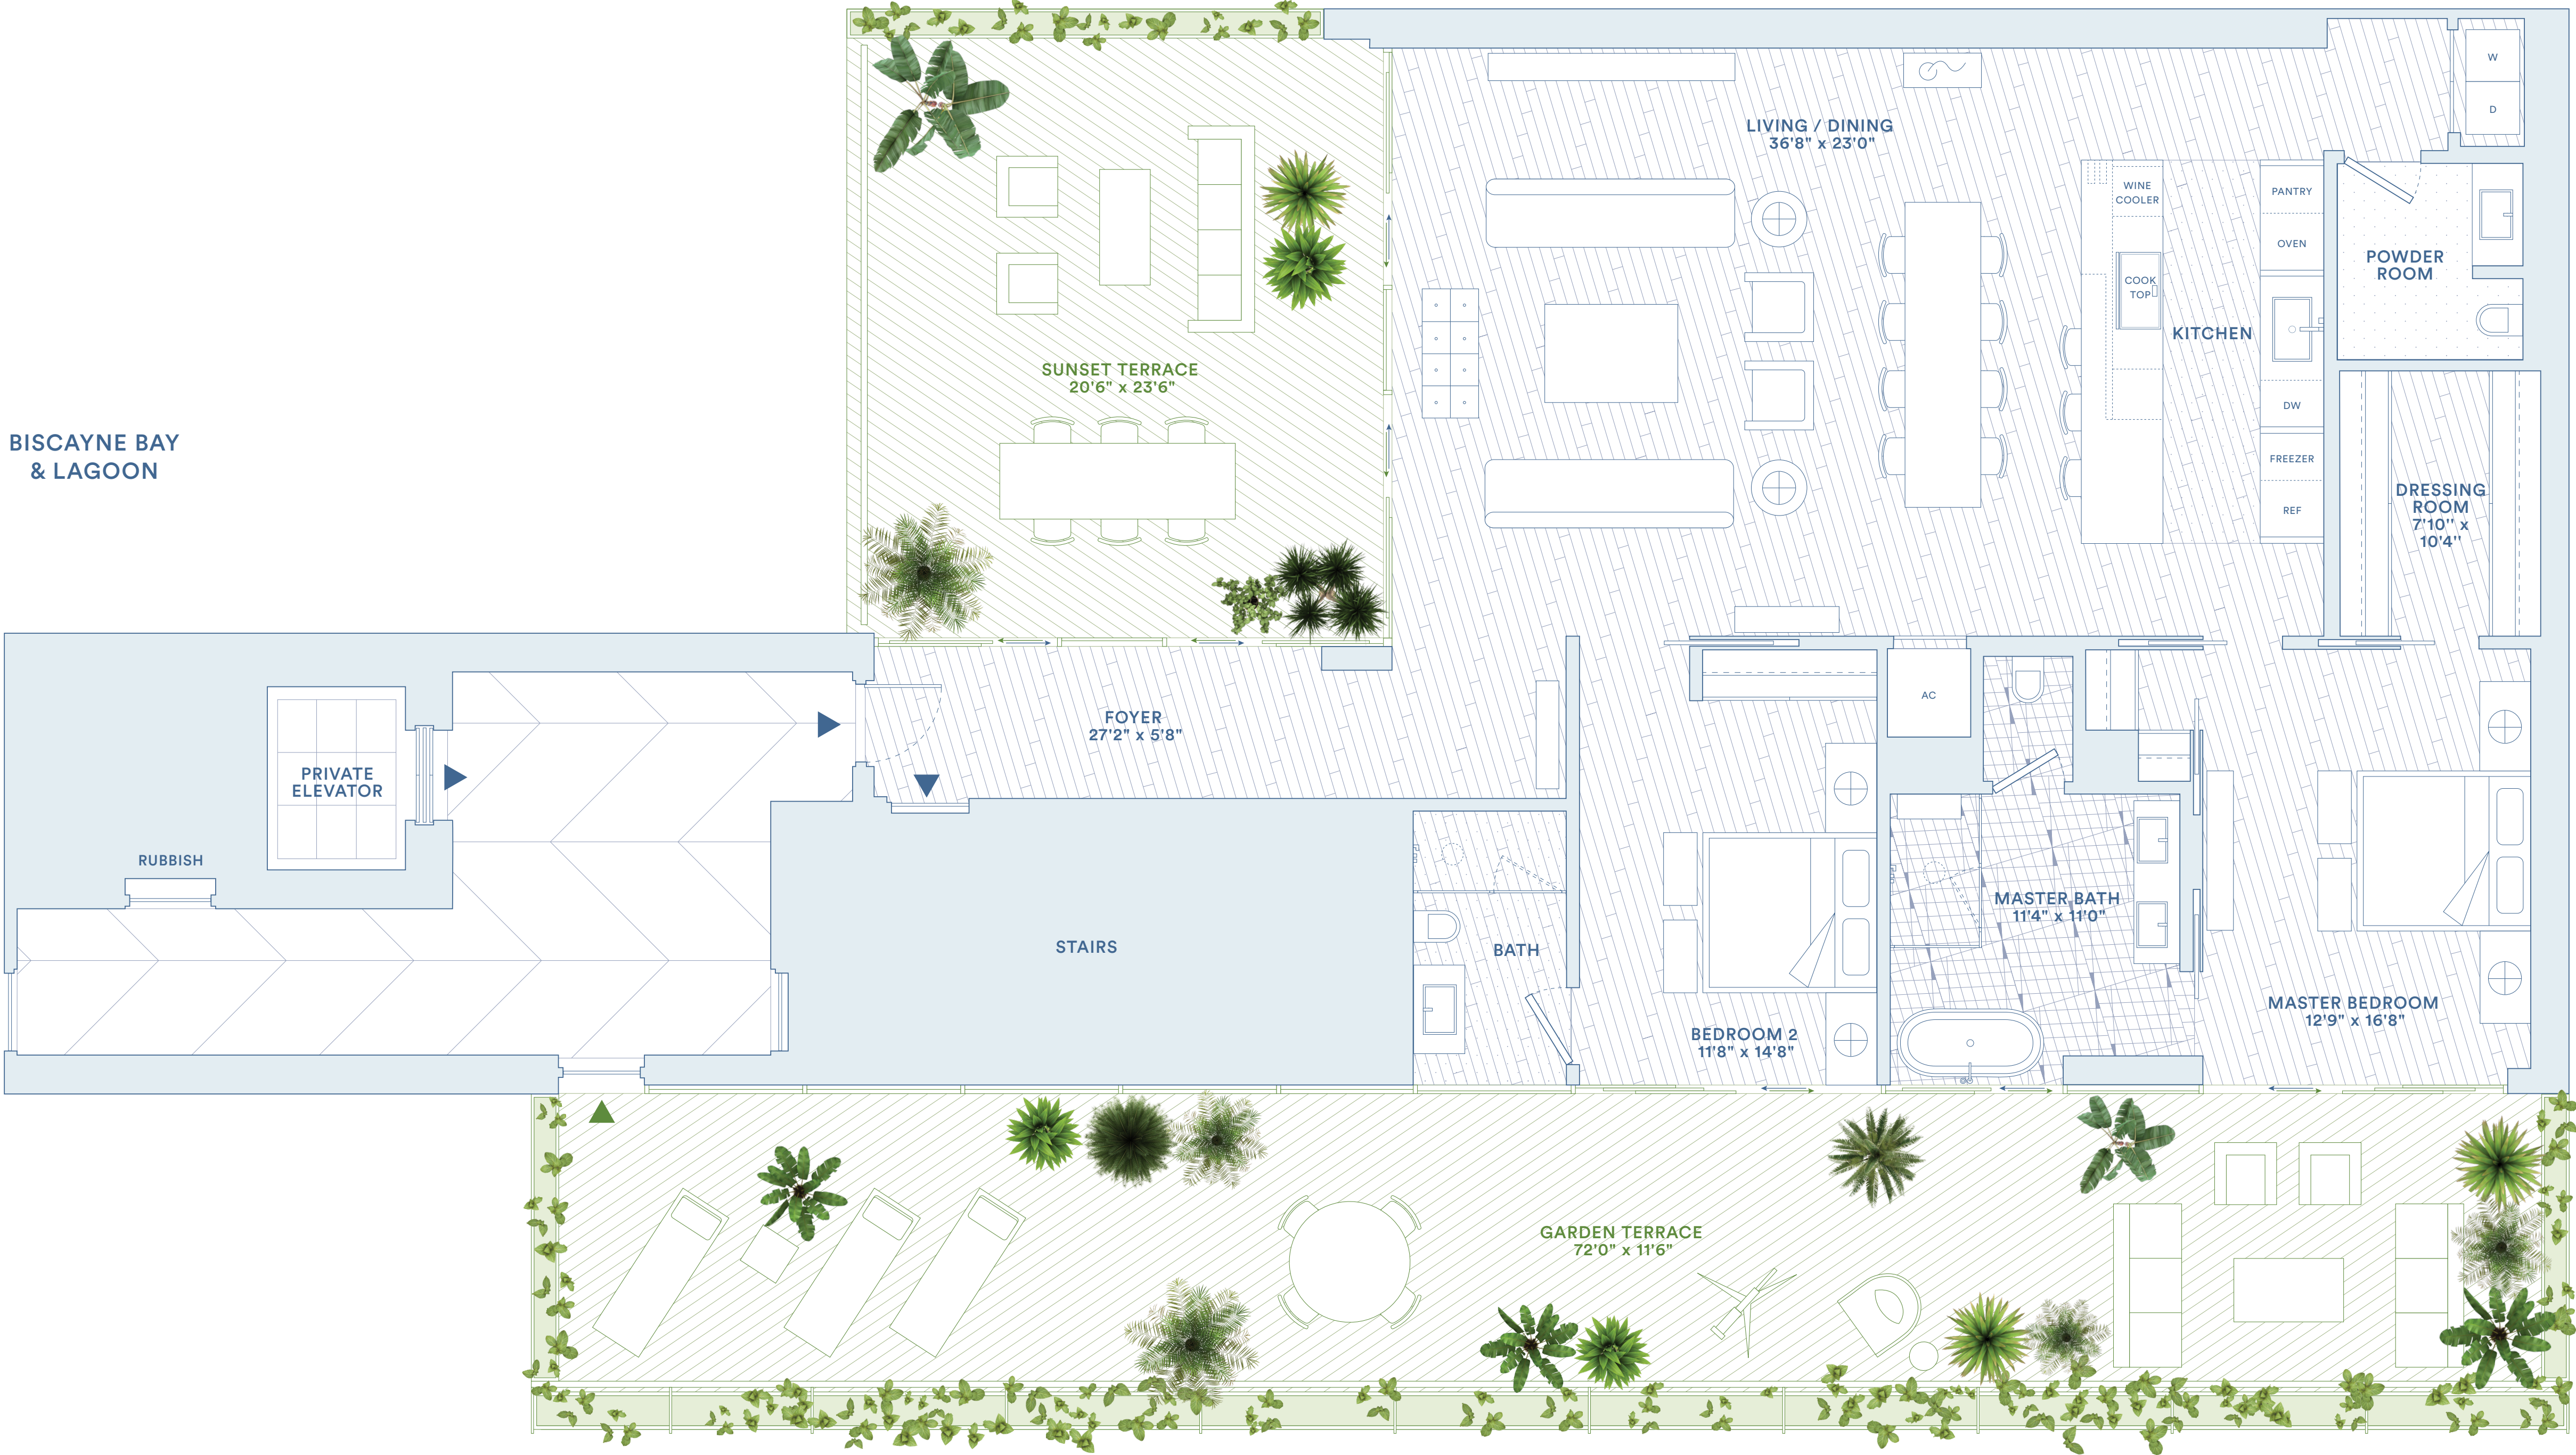 BISCAYNE BAY
& LAGOON
SUNSET TERRACE
20'6" x 23'6"
LIVING / DINING
36'8" x 23'0"
W
D
WINE
COOLER
COOK
TOP
KITCHEN
PANTRY
OVEN
DW
FREEZER
REF
POWDER
ROOM
DRESSING
ROOM
7'10'' x
10'4''
PRIVATE
ELEVATOR
RUBBISH
FOYER
27'2" x 5'8"
STAIRS
BATH
BEDROOM 2
11'8" x 14'8"
AC
MASTER BATH
11'4" x 11'0"
MASTER BEDROOM
12'9" x 16'8"
GARDEN TERRACE
72'0" x 11'6"